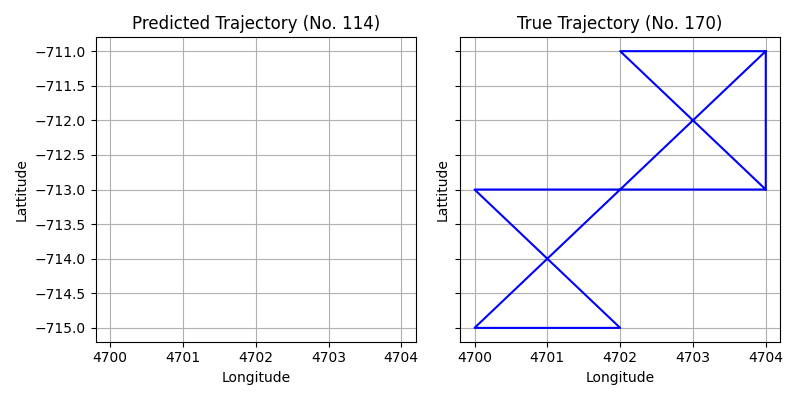 Predicted Trajectory (No. 114)
True Trajectory (No. 170)
−711.0
−711.5
−712.0
−712.5
−713.0
−713.5
−714.0
−714.5
−715.0
Lattitude
Lattitude
4700 4701 4702 4703 4704
4700 4701 4702 4703 4704
Longitude
Longitude